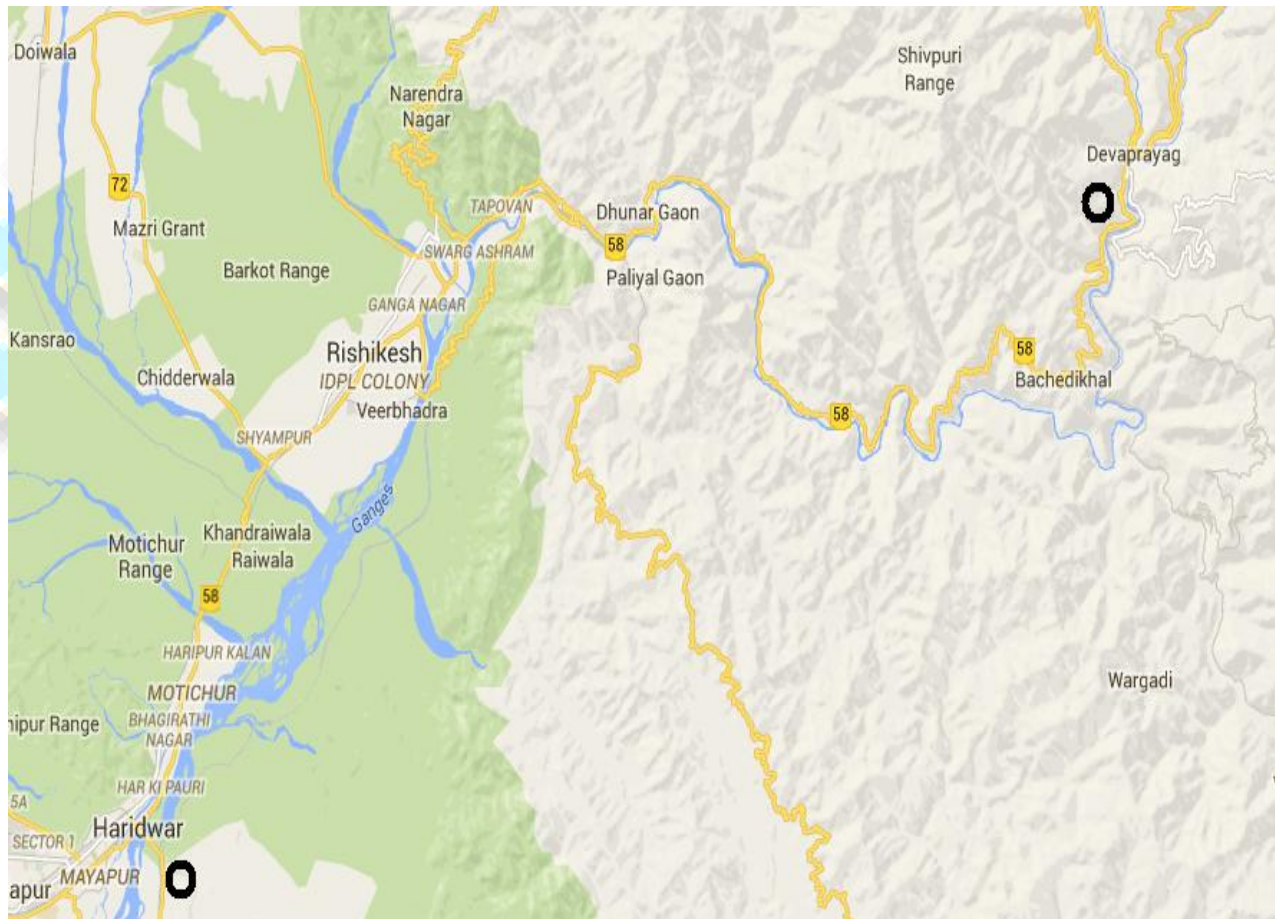 Doiwala
Shivpuri
Range
Narendra
Nagar
Devaprayag
72
TAPOVAN
Dhunar Gaon
Mazri Grant
58
SWARG ASHRAM
Barkot Range
Paliyal Gaon
GANGA NAGAR
Kansrao
Rishikesh
58
IDPL COLONY
Chidderwala
Bachedikhal
Veerbhadra
58
SHYAMPUR
Ganges
Khandraiwala
Raiwala
Motichur
Range
58
HARIPUR KALAN
Wargadi
MOTICHUR
BHAGIRATHI
NAGAR
nipur Range
HAR KI PAURI
5A
Haridwar
SECTOR 1
MAYAPUR
apur